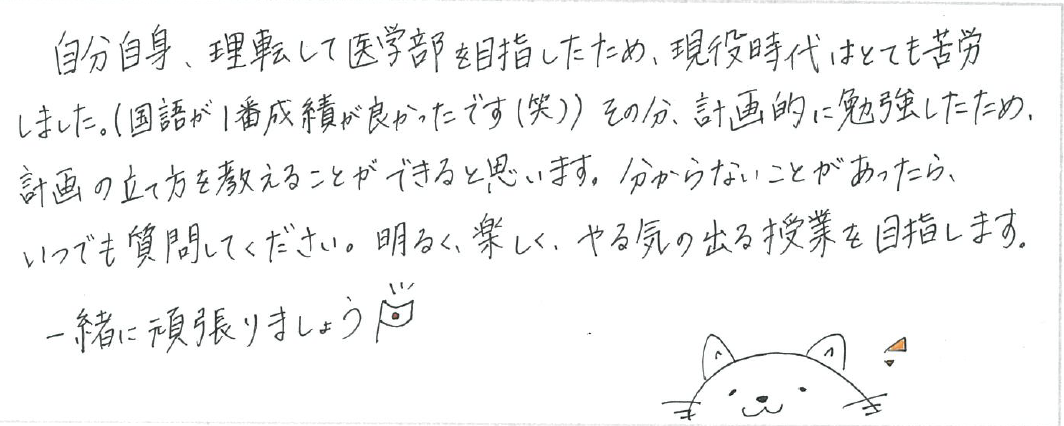 自分自身、理転して医学部を目指したため、現役時代はとても苦労
しました。(国語が1番成績が良かったです(笑)) その分、計画的に勉強したため、
計画の立て方を教えることができると思います。分からないことがあったら、
いつでも質問してください。明るく、楽しく、やる気の出る授業を目指します。
一緒に頑張りましょう